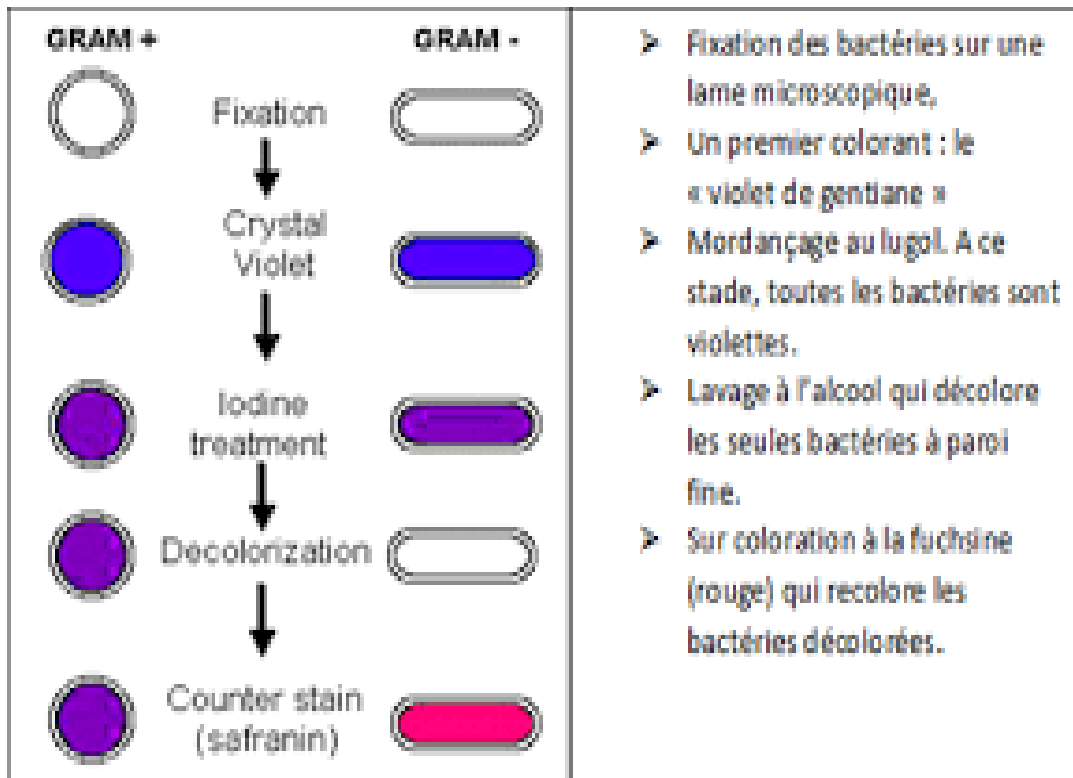 GRAM +
GRAM -
Fixation
Crystal
Violet
Iodine
treatment
Decolorization
Counter stain
(safranin)
➤ Fixation des bactéries sur une
lame microscopique,
➤ Un premier colorant : le
« violet de gentiane »
➤ Mordançage au lugol. A ce
stade, toutes les bactéries sont
violettes.
➤ Lavage à l'alcool qui décolore
les seules bactéries à paroi
fine.
➤ Sur coloration à la fuchsine
(rouge) qui recolore les
bactéries décolorées.